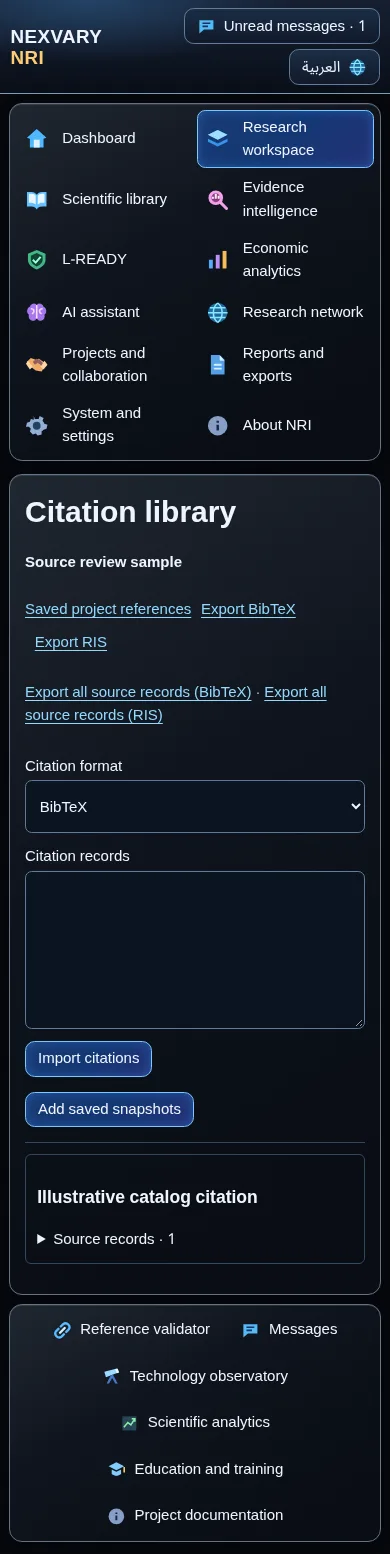 NEXVARY
NRI
Unread messages · 1
العربية
Dashboard
Research
workspace
Scientific library
Evidence
intelligence
L-READY
Economic
analytics
AI assistant
Research network
Projects and
collaboration
Reports and
exports
System and
settings
About NRI
Citation library
Source review sample
Saved project references Export BibTeX
Export RIS
Export all source records (BibTeX) · Export all
source records (RIS)
Citation format
BibTeX
Citation records
Import citations
Add saved snapshots
Illustrative catalog citation
Source records · 1
Reference validator
Messages
Technology observatory
Scientific analytics
Education and training
Project documentation